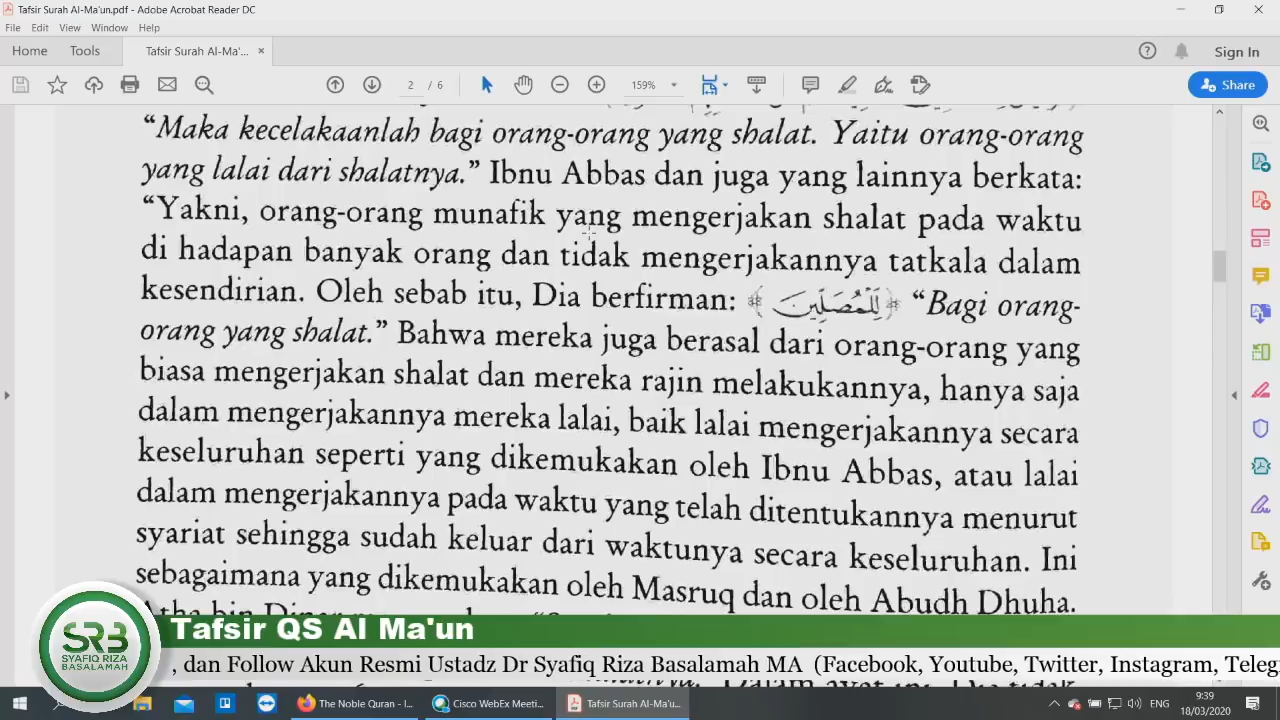 Tafsir Surah Al-Ma'un.pdf - Adobe Acrobat Reader DC
File Edit View Window Help
Home Tools Tafsir Surah Al-Ma'... × Sign In
2 / 6 159% Share
“Maka kecelakaanlah bagi orang-orang yang shalat. Yaitu orang-orang
yang lalai dari shalatnya.” Ibnu Abbas dan juga yang lainnya berkata:
“Yakni, orang-orang munafik yang mengerjakan shalat pada waktu
di hadapan banyak orang dan tidak mengerjakannya tatkala dalam
kesendirian. Oleh sebab itu, Dia berfirman: ﴿ لِّلْمُصَلِّينَ ﴾ “Bagi orang-
orang yang shalat.” Bahwa mereka juga berasal dari orang-orang yang
biasa mengerjakan shalat dan mereka rajin melakukannya, hanya saja
dalam mengerjakannya mereka lalai, baik lalai mengerjakannya secara
keseluruhan seperti yang dikemukakan oleh Ibnu Abbas, atau lalai
dalam mengerjakannya pada waktu yang telah ditentukannya menurut
syariat sehingga sudah keluar dari waktunya secara keseluruhan. Ini
sebagaimana yang dikemukakan oleh Masruq dan oleh Abudh Dhuha.
Tafsir QS Al Ma'un
SRB
SYAFIQ RIZA
BASALAMAH
, dan Follow Akun Resmi Ustadz Dr Syafiq Riza Basalamah MA (Facebook, Youtube, Twitter, Instagram, Teleg
The Noble Quran - I... Cisco WebEx Meeti... Tafsir Surah Al-Ma'u... ENG
9:39
18/03/2020